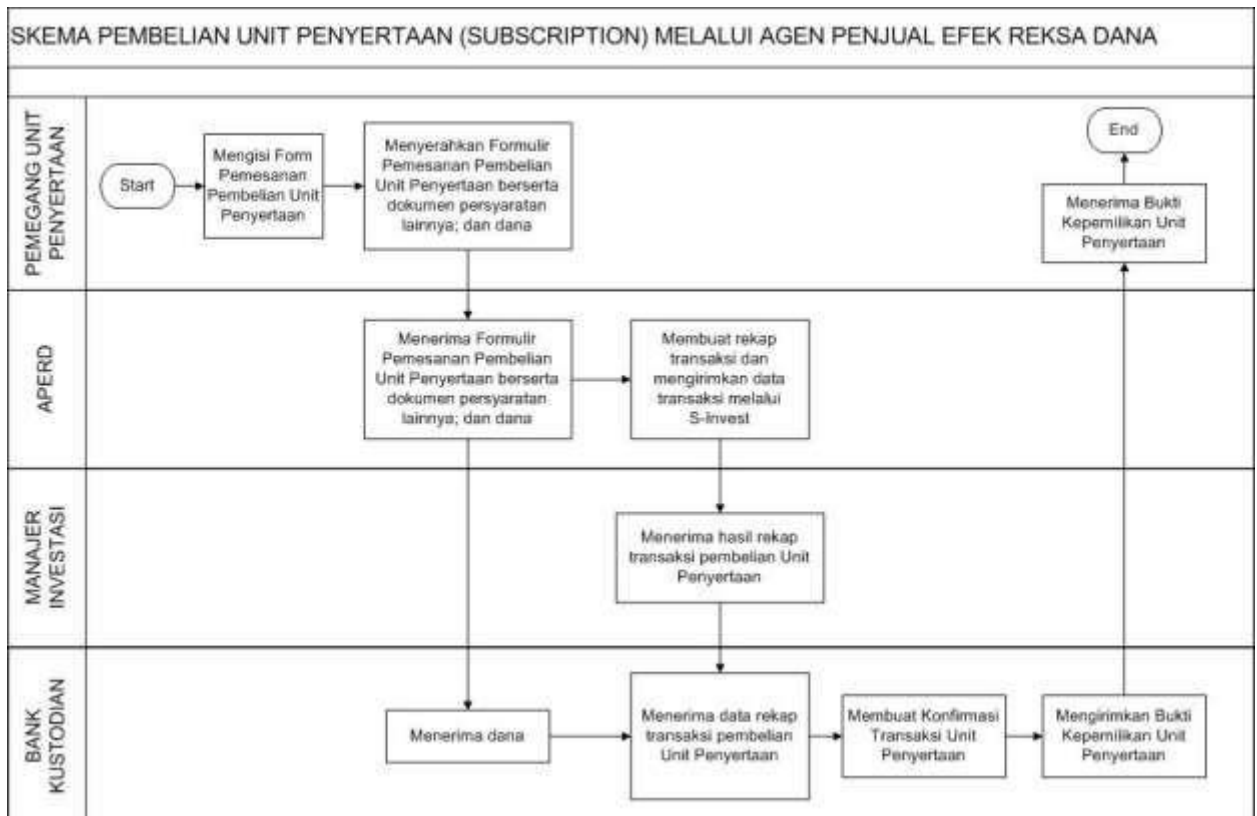 SKEMA PEMBELIAN UNIT PENYERTAAN (SUBSCRIPTION) MELALUI AGEN PENJUAL EFEK REKSA DANA
PEMEGANG UNIT
PENYERTAAN
Start
Mengisi Form
Pemesanan
Pembelian Unit
Penyertaan
Menyerahkan Formulir
Pemesanan Pembelian
Unit Penyertaan berserta
dokumen persyaratan
lainnya; dan dana
End
Menerima Bukti
Kepemilikan Unit
Penyertaan
APERD
Menerima Formulir
Pemesanan Pembelian
Unit Penyertaan berserta
dokumen persyaratan
lainnya; dan dana
Membuat rekap
transaksi dan
mengirimkan data
transaksi melalui
S-Invest
MANAJER
INVESTASI
Menerima hasil rekap
transaksi pembelian Unit
Penyertaan
BANK
KUSTODIAN
Menerima dana
Menerima data rekap
transaksi pembelian
Unit Penyertaan
Membuat Konfirmasi
Transaksi Unit
Penyertaan
Mengirimkan Bukti
Kepemilikan Unit
Penyertaan